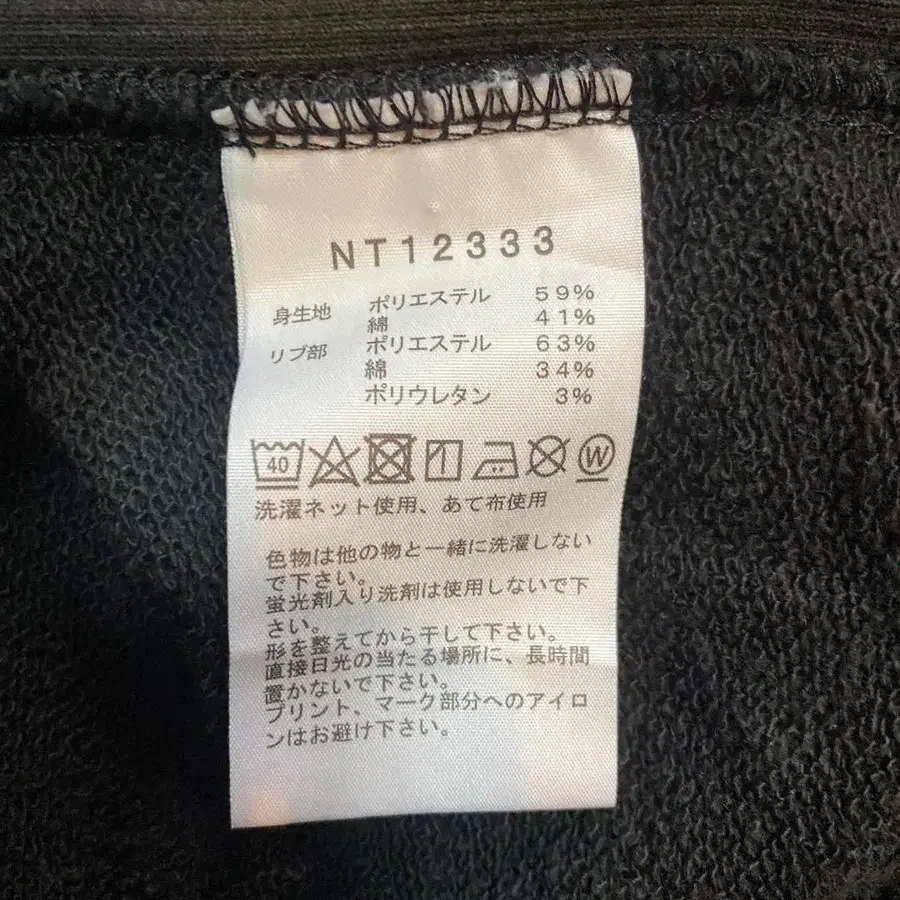 NT12333
身生地 ポリエステル 59%
綿 41%
リブ部 ポリエステル 63%
綿 34%
ポリウレタン 3%
40 W
洗濯ネット使用、あて布使用
色物は他の物と一緒に洗濯しない
で下さい。
蛍光剤入り洗剤は使用しないで下
さい。
形を整えてから干して下さい。
直接日光の当たる場所に、長時間
置かないで下さい。
プリント、マーク部分へのアイロ
ンはお避け下さい。